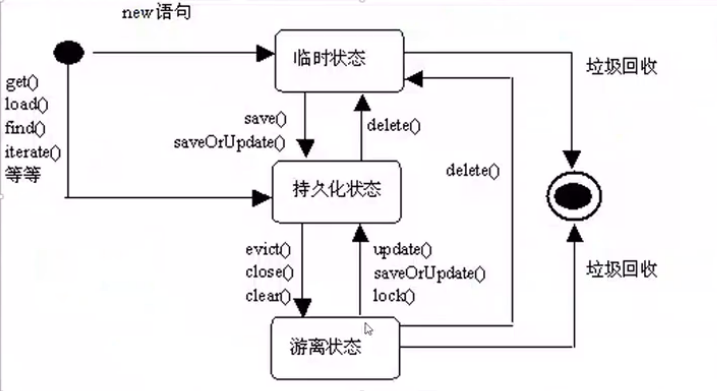 new语句
临时状态
垃圾回收
get()
load()
find()
iterate()
等等
save()
saveOrUpdate()
delete()
delete()
持久化状态
evict()
close()
clear()
update()
saveOrUpdate()
lock()
垃圾回收
游离状态